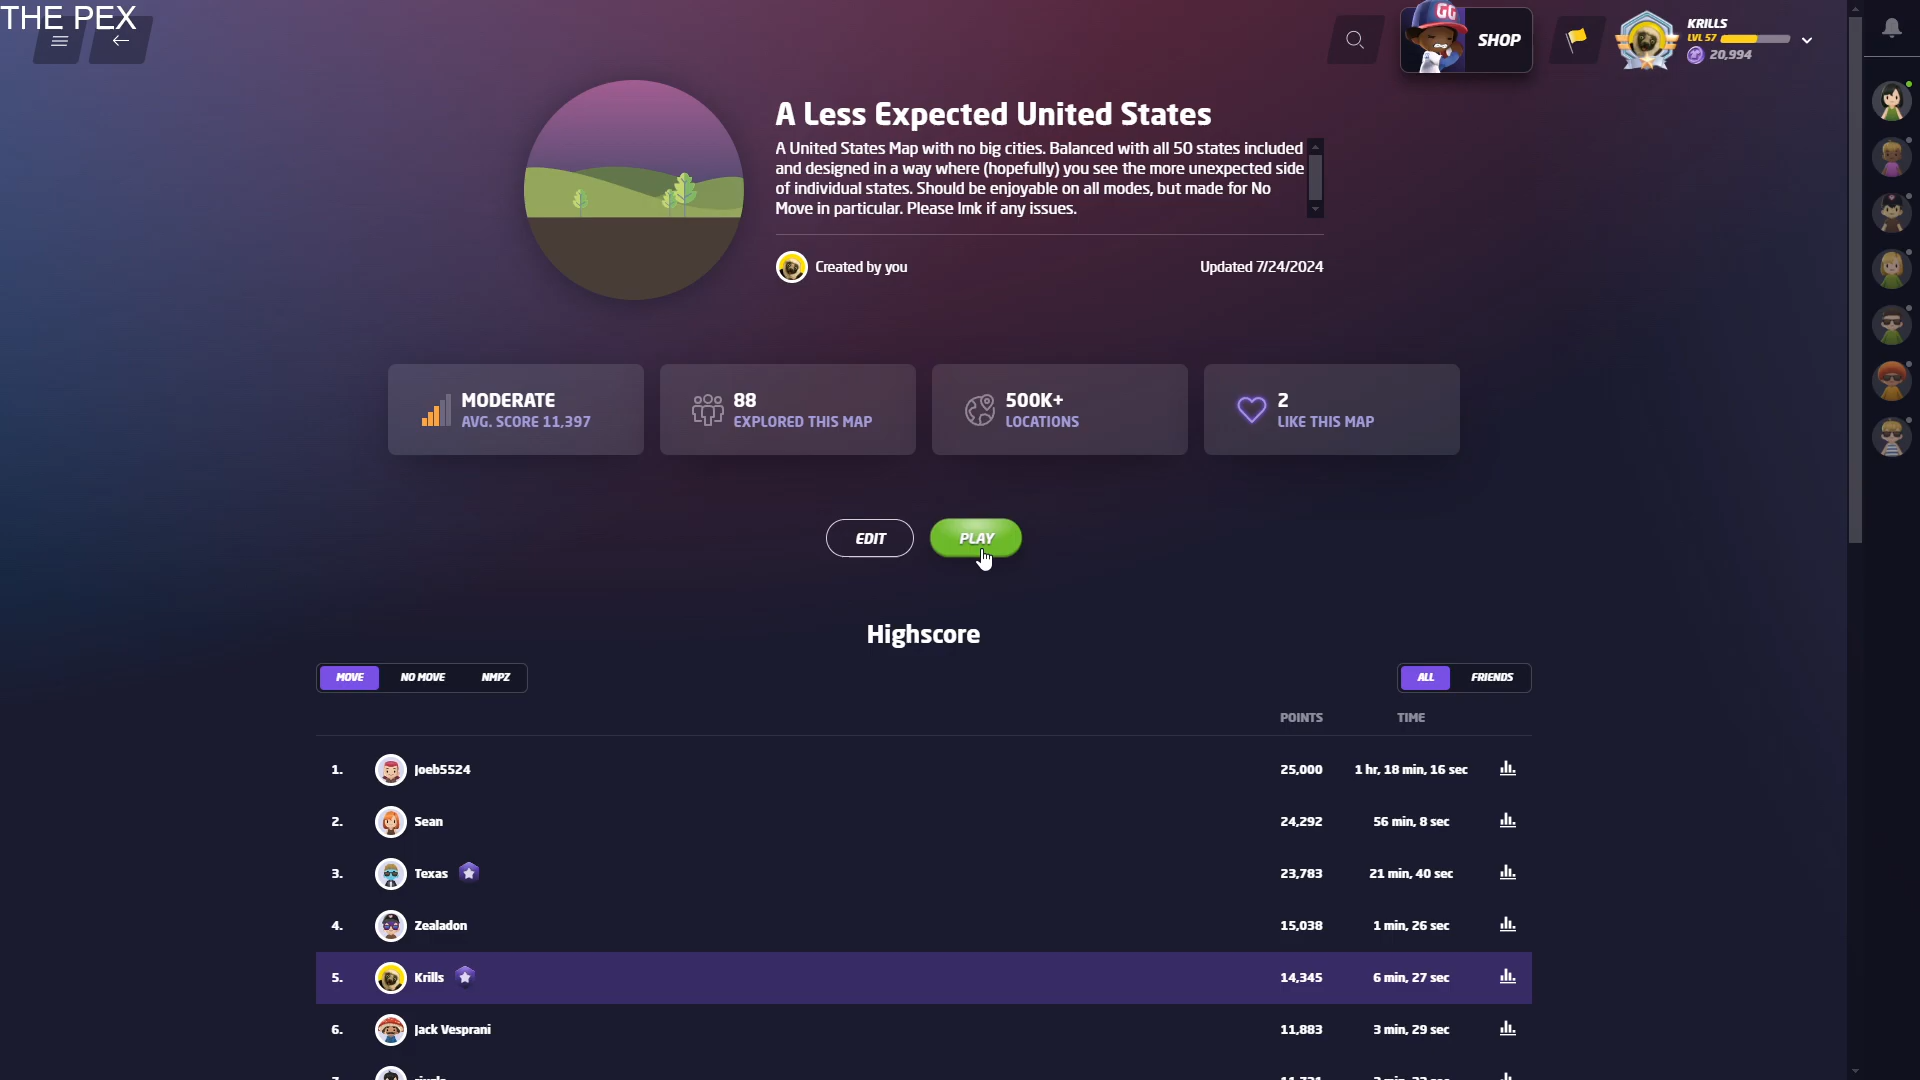 THE PEX
GG
SHOP
KRILLS
LVL 57
20,994
A Less Expected United States
A United States Map with no big cities. Balanced with all 50 states included
and designed in a way where (hopefully) you see the more unexpected side
of individual states. Should be enjoyable on all modes, but made for No
Move in particular. Please lmk if any issues.
Created by you
Updated 7/24/2024
MODERATE
AVG. SCORE 11,397
88
EXPLORED THIS MAP
500K+
LOCATIONS
2
LIKE THIS MAP
EDIT
PLAY
Highscore
MOVE NO MOVE NMPZ
ALL FRIENDS
POINTS TIME
1. Joeb5524 25,000 1 hr, 18 min, 16 sec
2. Sean 24,292 56 min, 8 sec
3. Texas 23,783 21 min, 40 sec
4. Zealadon 15,038 1 min, 26 sec
5. Krills 14,345 6 min, 27 sec
6. Jack Vesprani 11,883 3 min, 29 sec